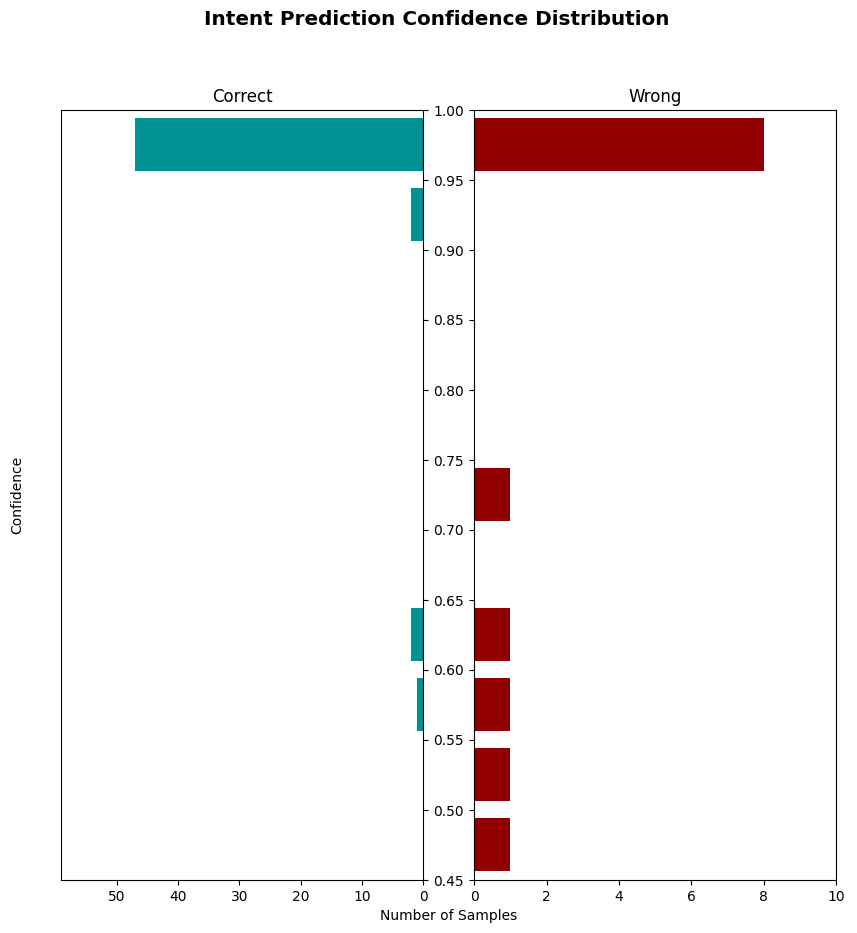 Intent Prediction Confidence Distribution
Correct
Wrong
1.00
0.95
0.90
0.85
0.80
0.75
0.70
0.65
0.60
0.55
0.50
0.45
Confidence
50 40 30 20 10 0
0 2 4 6 8 10
Number of Samples